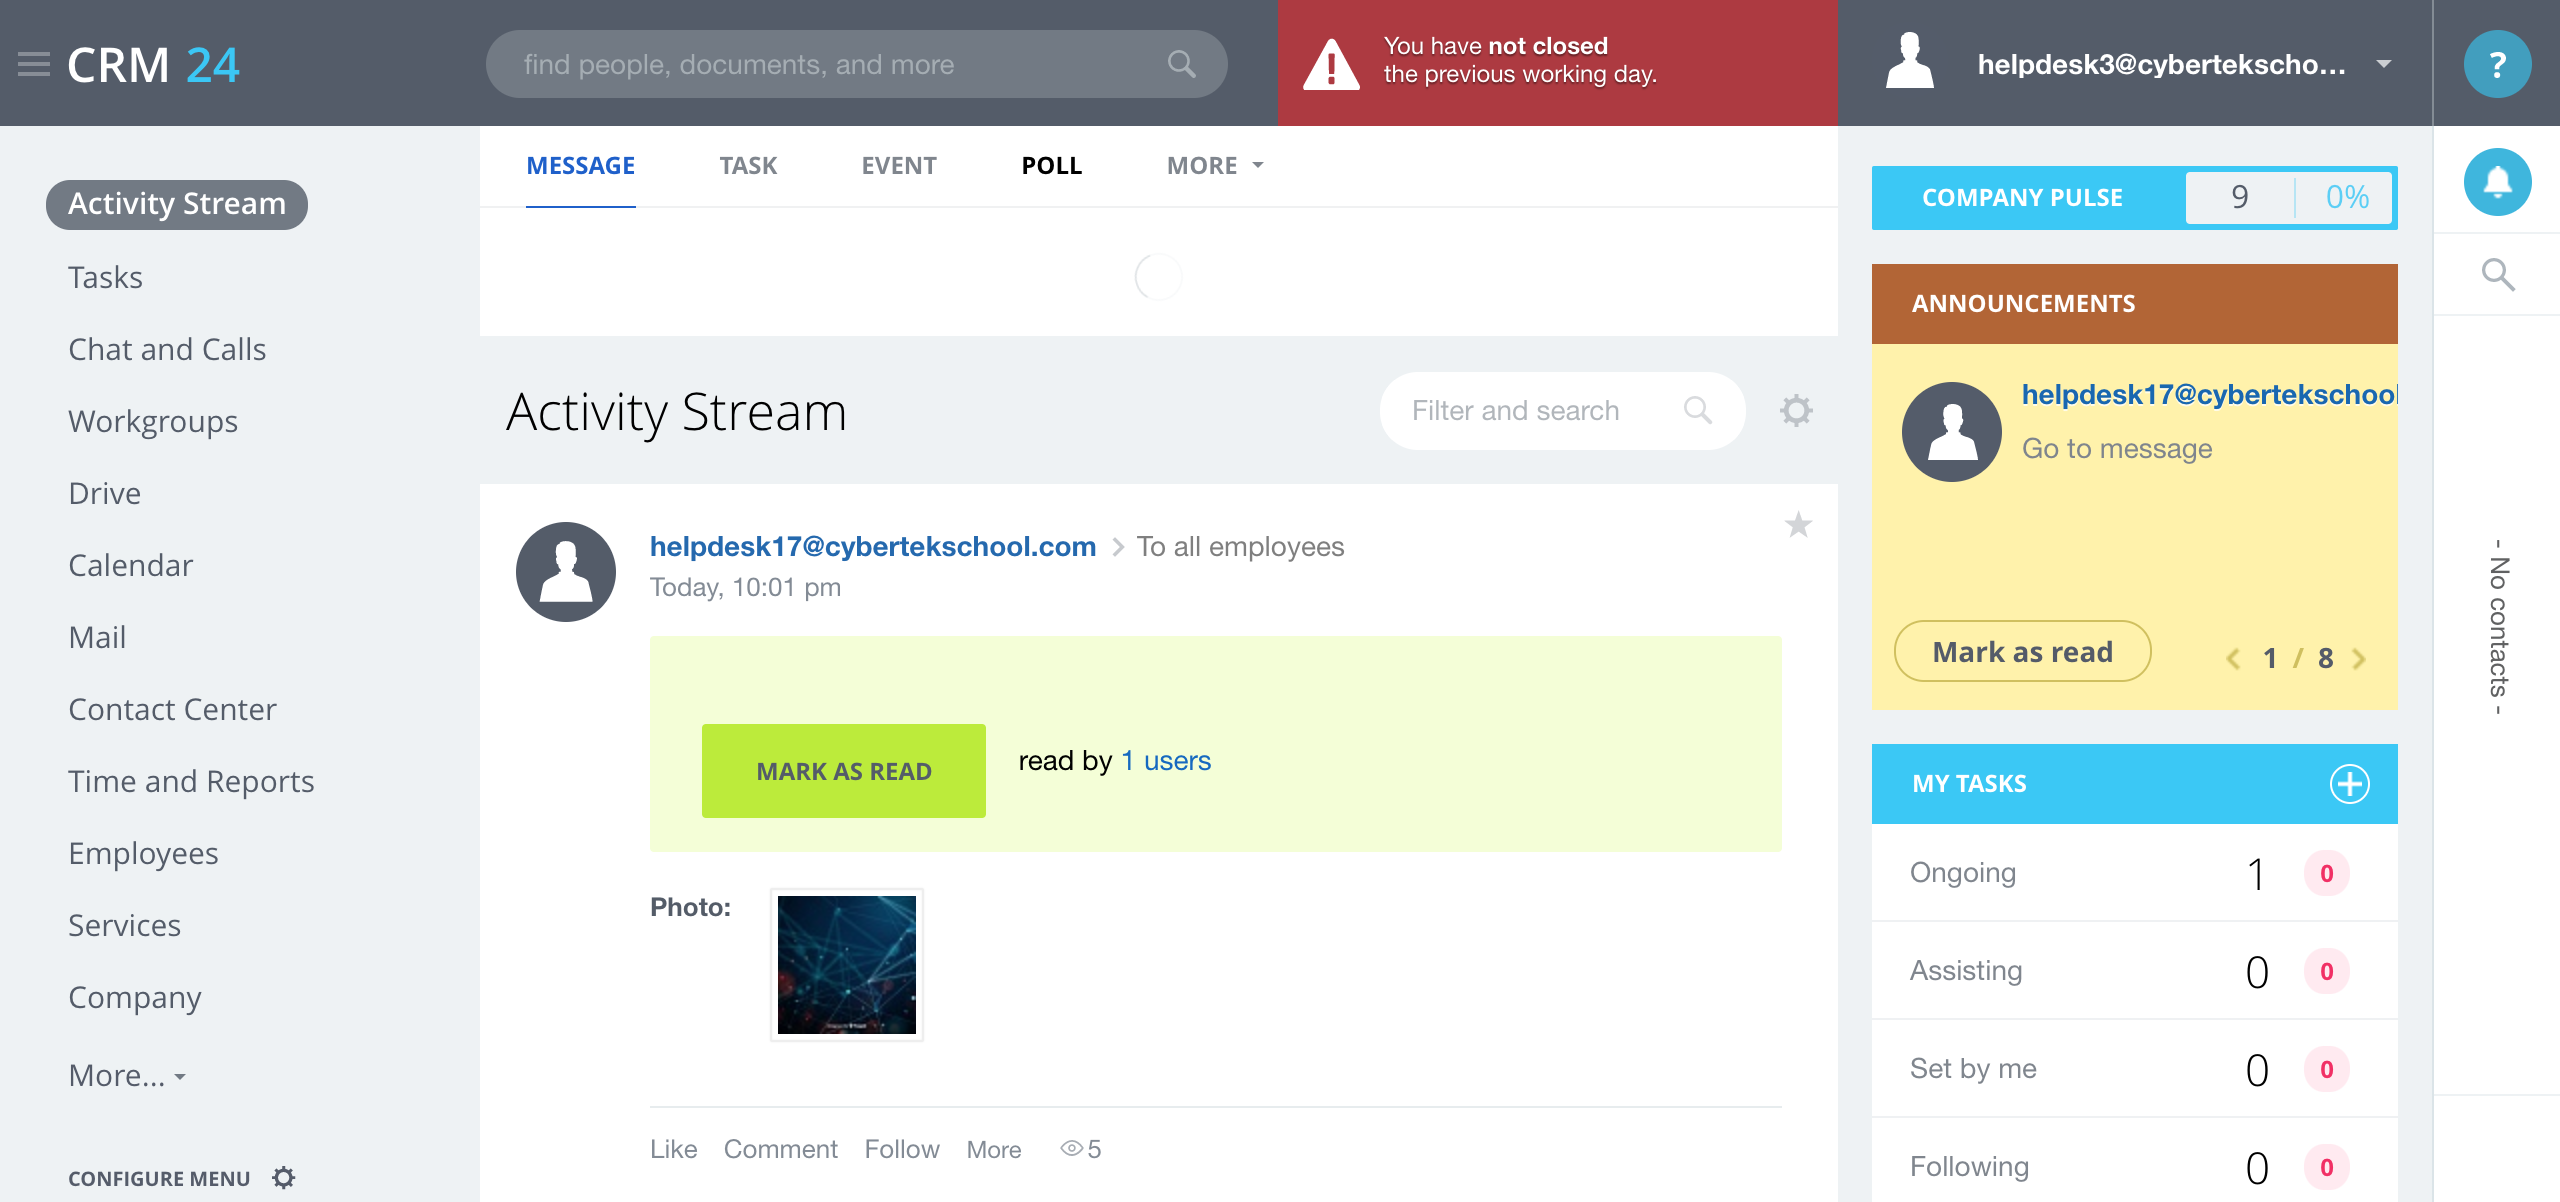 CRM 24
find people, documents, and more
You have not closed
the previous working day.
helpdesk3@cybertekscho...
?
Activity Stream
Tasks
Chat and Calls
Workgroups
Drive
Calendar
Mail
Contact Center
Time and Reports
Employees
Services
Company
More...
CONFIGURE MENU
MESSAGE TASK EVENT POLL MORE
Activity Stream
Filter and search
helpdesk17@cybertekschool.com > To all employees
Today, 10:01 pm
MARK AS READ read by 1 users
Photo:
Like Comment Follow More 5
COMPANY PULSE 9 0%
ANNOUNCEMENTS
helpdesk17@cybertekschool
Go to message
Mark as read 1 / 8
MY TASKS
Ongoing 1 0
Assisting 0 0
Set by me 0 0
Following 0 0
- No contacts -